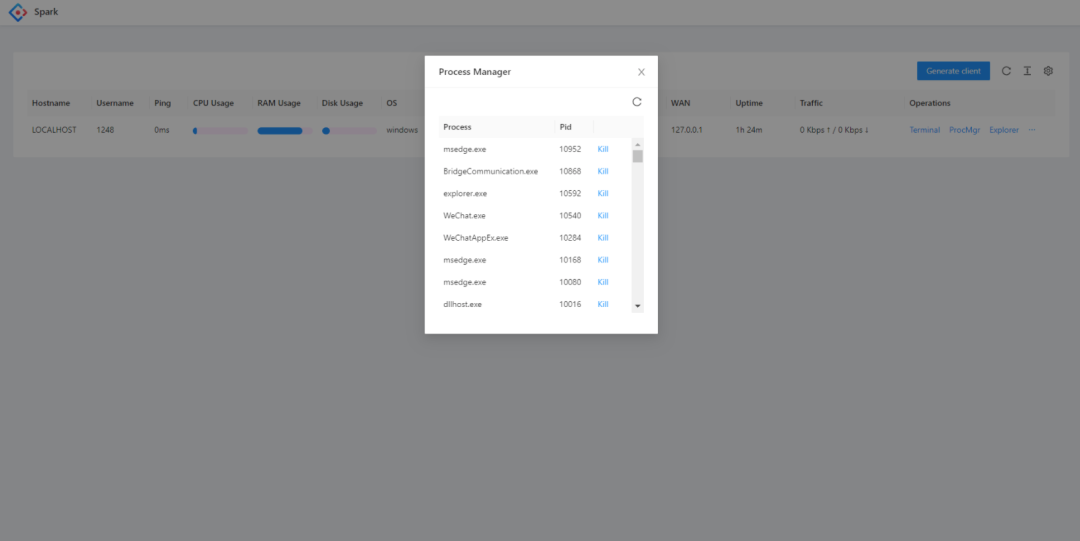 Spark
Process Manager
Generate client
Hostname Username Ping CPU Usage RAM Usage Disk Usage OS WAN Uptime Traffic Operations
LOCALHOST 1248 0ms windows 127.0.0.1 1h 24m 0 Kbps ↑ / 0 Kbps ↓ Terminal ProcMgr Explorer ···
Process Pid
msedge.exe 10952 Kill
BridgeCommunication.exe 10868 Kill
explorer.exe 10592 Kill
WeChat.exe 10540 Kill
WeChatAppEx.exe 10284 Kill
msedge.exe 10168 Kill
msedge.exe 10080 Kill
dllhost.exe 10016 Kill